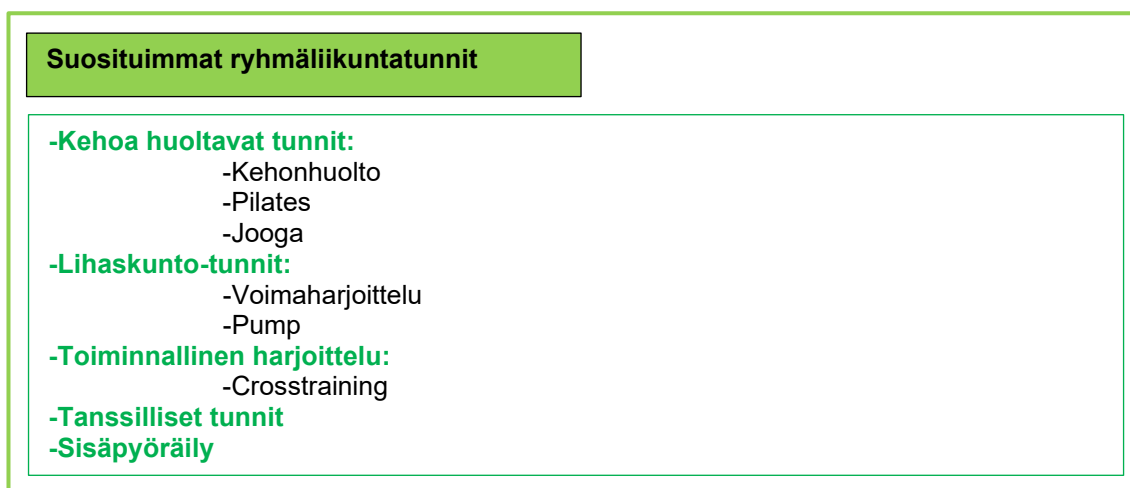 Suosituimmat ryhmäliikuntatunnit
-Kehoa huoltavat tunnit:
-Kehonhuolto
-Pilates
-Jooga
-Lihaskunto-tunnit:
-Voimaharjoittelu
-Pump
-Toiminnallinen harjoittelu:
-Crosstraining
-Tanssilliset tunnit
-Sisäpyöräily